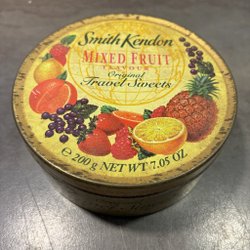 Smith Kendon
MIXED FRUIT
FLAVOUR
Original
Travel Sweets
℮ 200 g NET WT 7.05 OZ